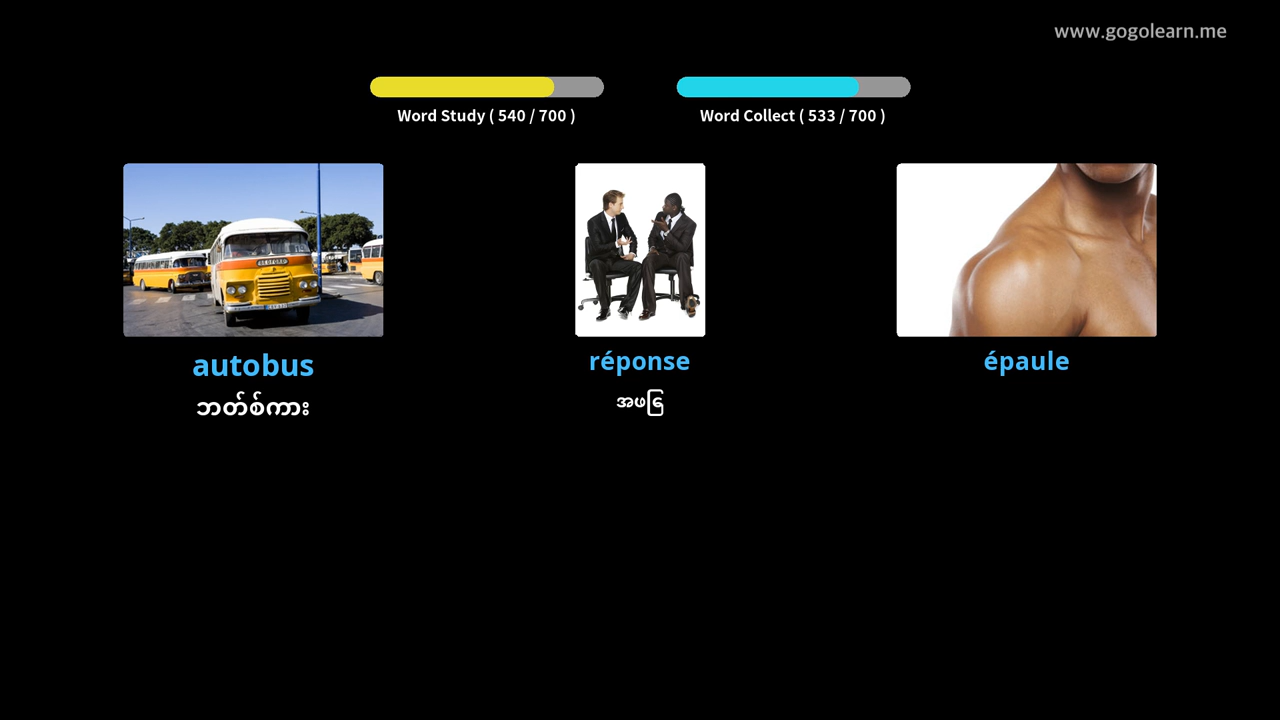 www.gogolearn.me
Word Study ( 540 / 700 )
Word Collect ( 533 / 700 )
autobus
réponse
épaule
ဘတ်စ်ကား
အဖြေ